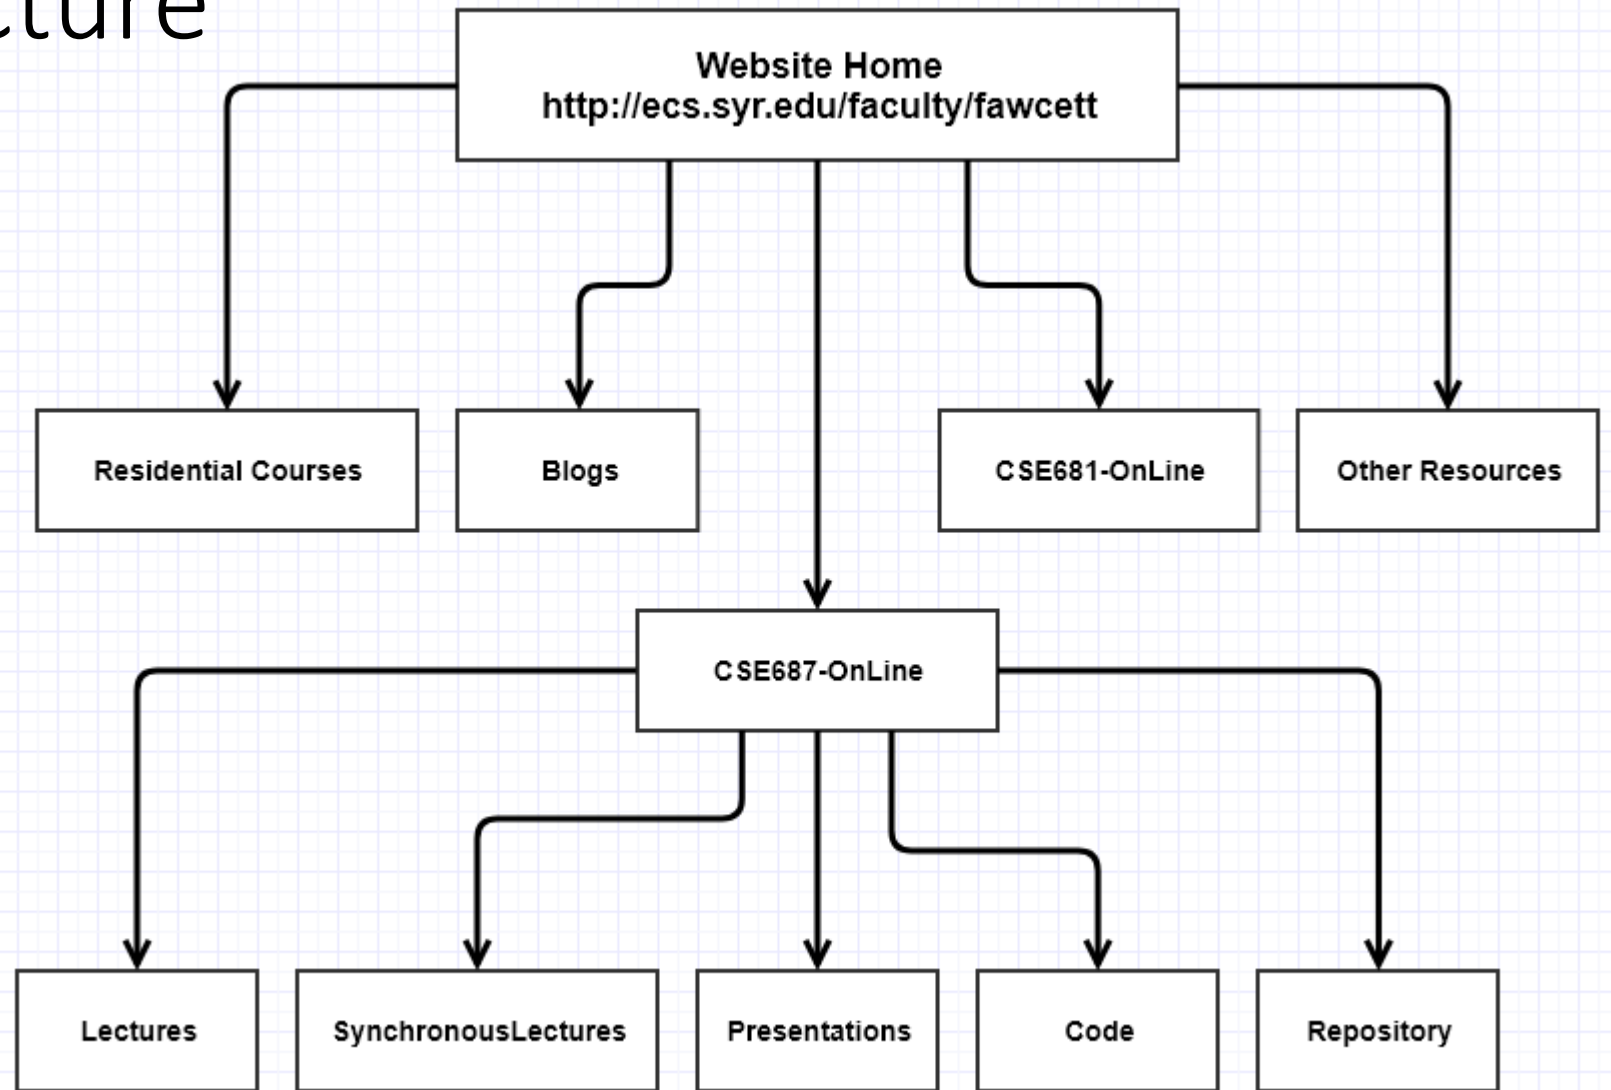 Website Home
http://ecs.syr.edu/faculty/fawcett
Residential Courses
Blogs
CSE681-OnLine
Other Resources
CSE687-OnLine
Lectures
SynchronousLectures
Presentations
Code
Repository